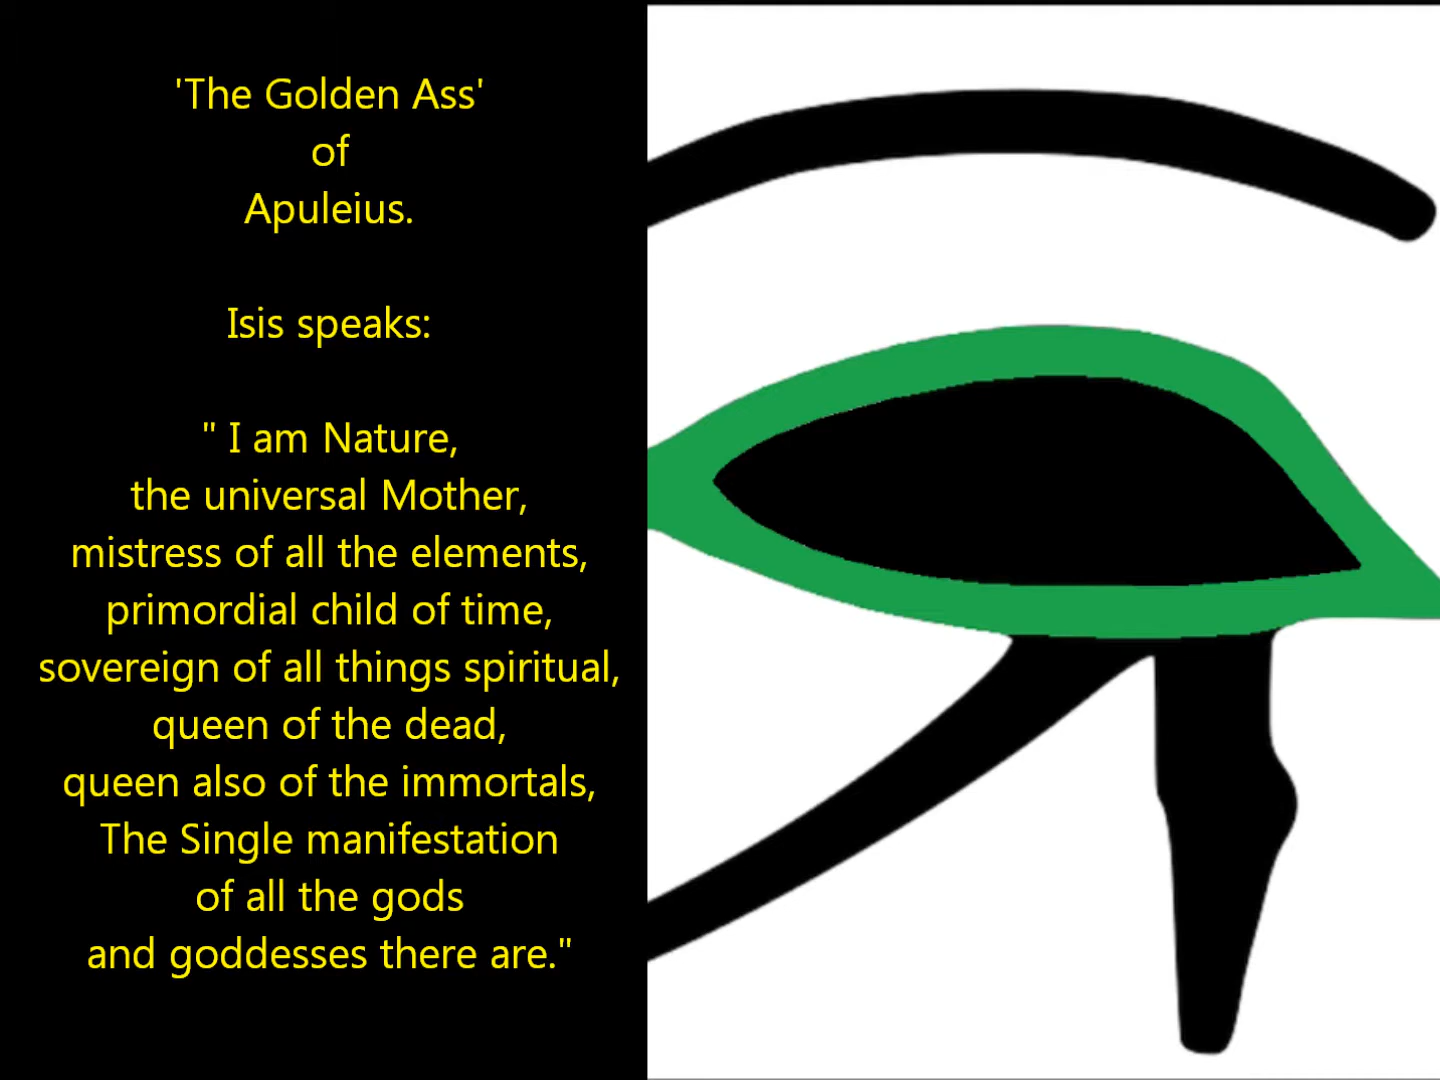 'The Golden Ass'
of
Apuleius.
Isis speaks:
" I am Nature,
the universal Mother,
mistress of all the elements,
primordial child of time,
sovereign of all things spiritual,
queen of the dead,
queen also of the immortals,
The Single manifestation
of all the gods
and goddesses there are."